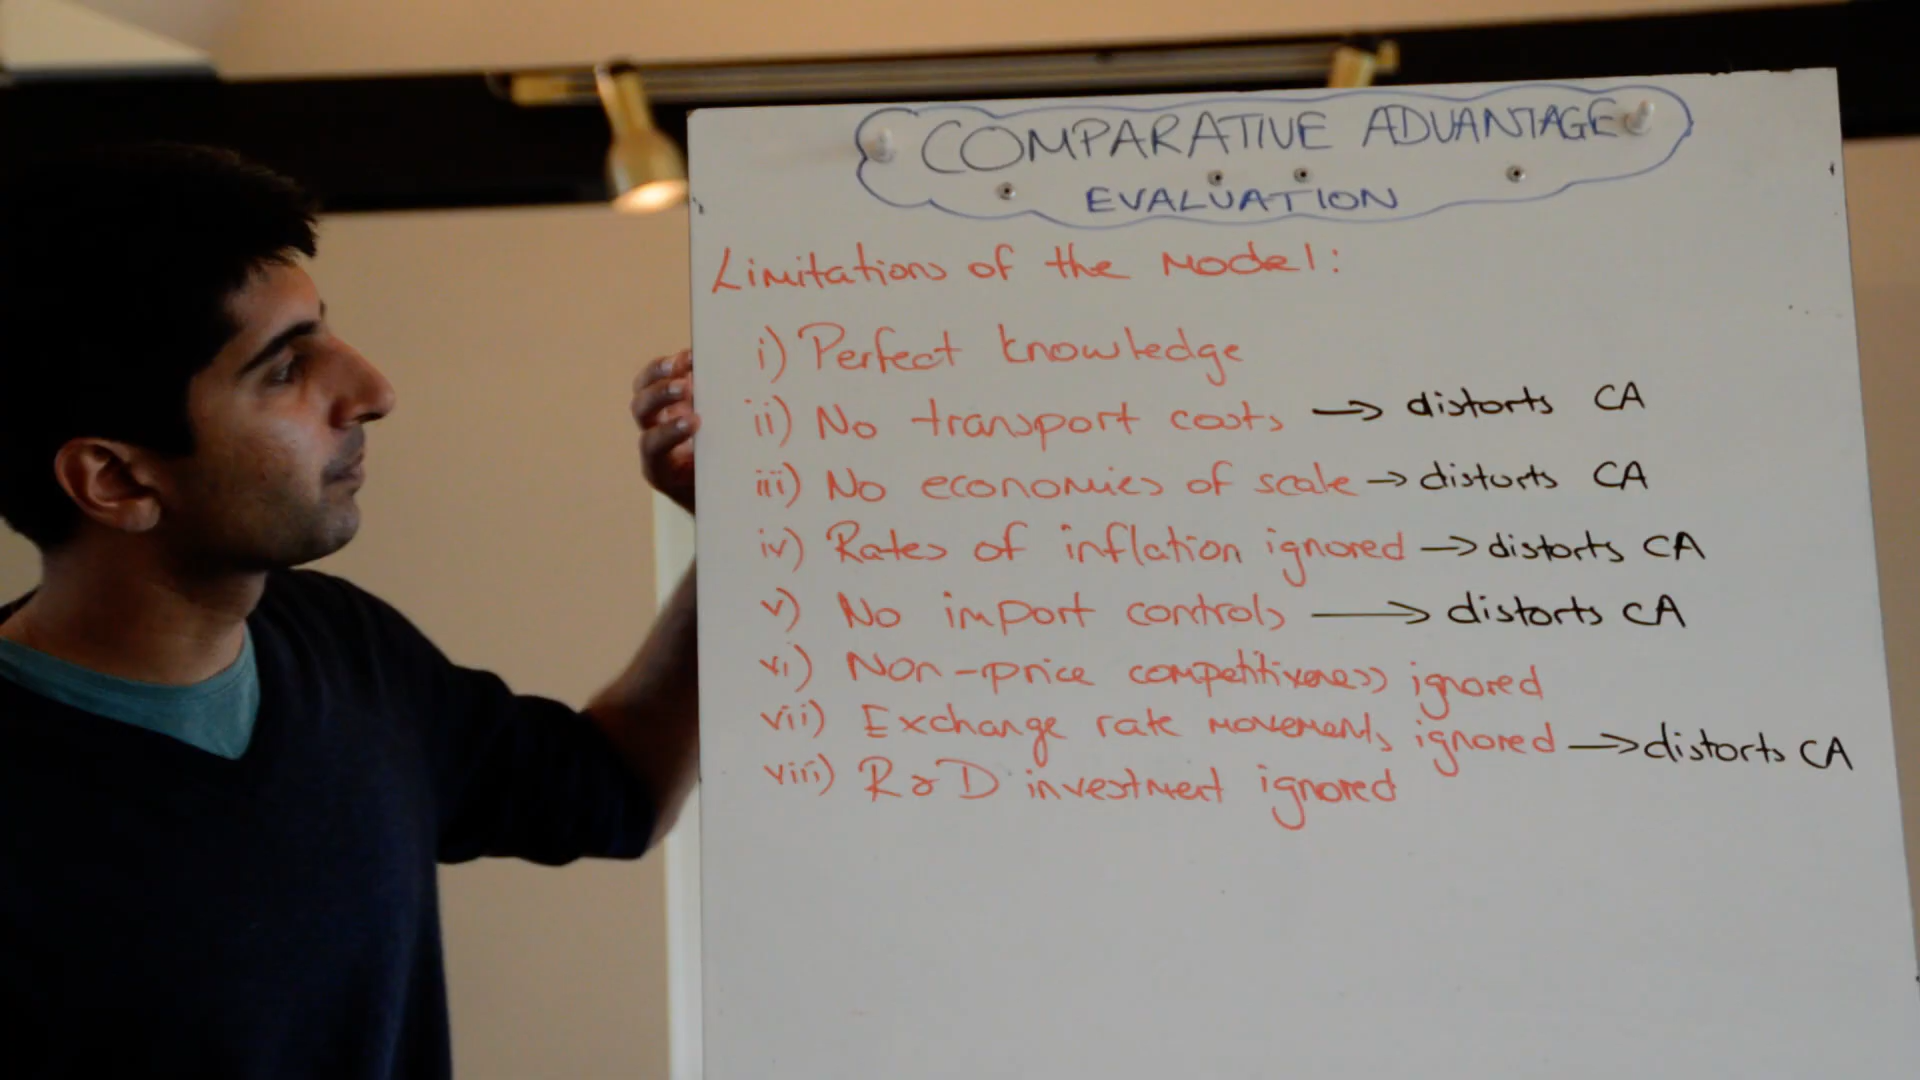 COMPARATIVE ADVANTAGE
EVALUATION
Limitations of the Model:
i) Perfect knowledge
ii) No transport costs → distorts CA
iii) No economies of scale → distorts CA
iv) Rates of inflation ignored → distorts CA
v) No import controls → distorts CA
vi) Non-price competitiveness ignored
vii) Exchange rate movements ignored → distorts CA
viii) R&D investment ignored